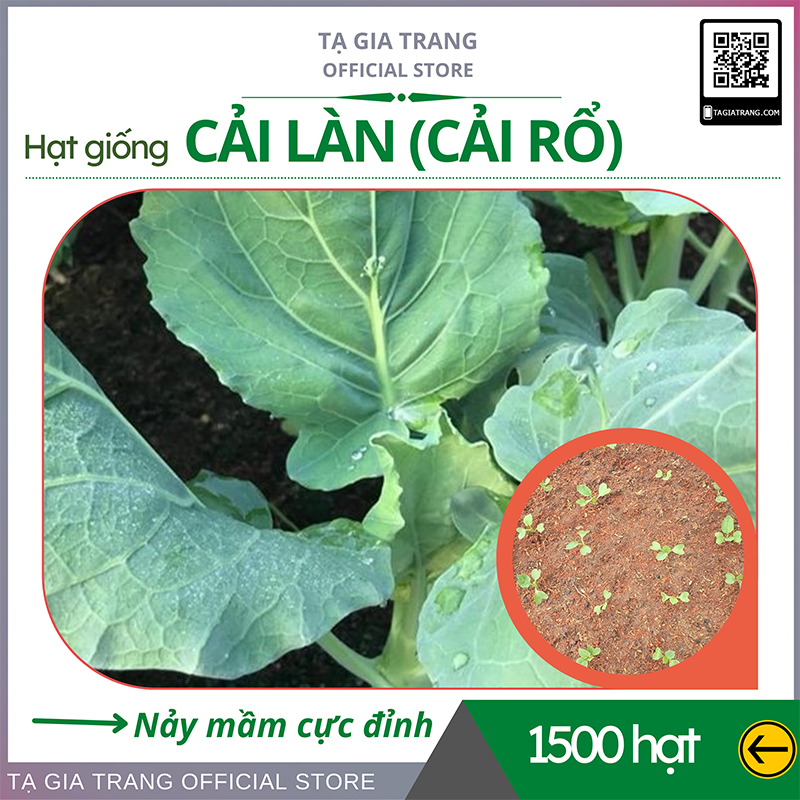 TẠ GIA TRANG
OFFICIAL STORE
TAGIATRANG.COM
Hạt giống CẢI LÀN (CẢI RỔ)
Nảy mầm cực đỉnh
1500 hạt
TẠ GIA TRANG OFFICIAL STORE